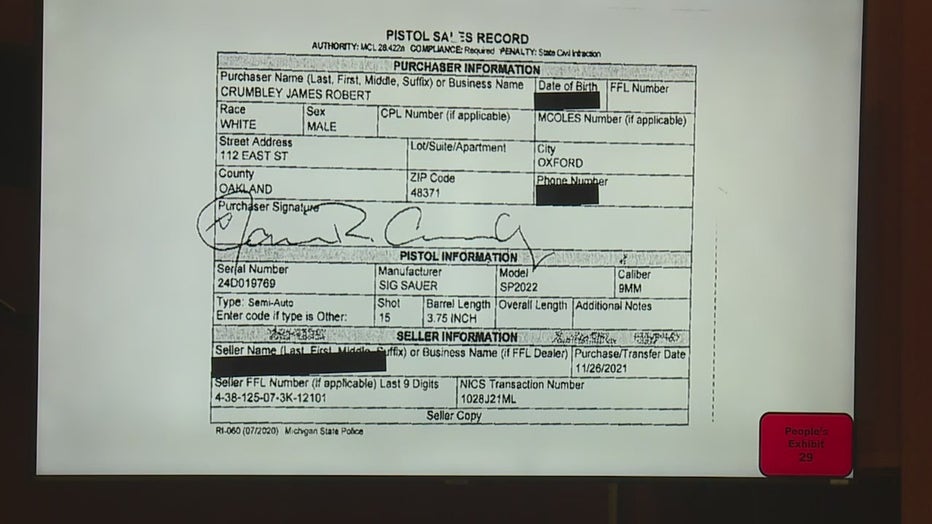 PISTOL SALES RECORD
AUTHORITY: MCL 28.422a COMPLIANCE: Required PENALTY: State Civil Infraction
PURCHASER INFORMATION
Purchaser Name (Last, First, Middle, Suffix) or Business Name
CRUMBLEY JAMES ROBERT
Date of Birth
FFL Number
Race
WHITE
Sex
MALE
CPL Number (if applicable)
MCOLES Number (if applicable)
Street Address
112 EAST ST
Lot/Suite/Apartment
City
OXFORD
County
OAKLAND
ZIP Code
48371
Phone Number
Purchaser Signature
James R. Crumbley
PISTOL INFORMATION
Serial Number
24D019769
Manufacturer
SIG SAUER
Model
SP2022
Caliber
9MM
Type: Semi-Auto
Enter code if type is Other:
Shot
15
Barrel Length
3.75 INCH
Overall Length
Additional Notes
SELLER INFORMATION
Seller Name (Last, First, Middle, Suffix) or Business Name (if FFL Dealer)
Purchase/Transfer Date
11/26/2021
Seller FFL Number (if applicable) Last 9 Digits
4-38-125-07-3K-12101
NICS Transaction Number
1028J21ML
Seller Copy
RI-060 (07/2020) Michigan State Police
People's
Exhibit
29